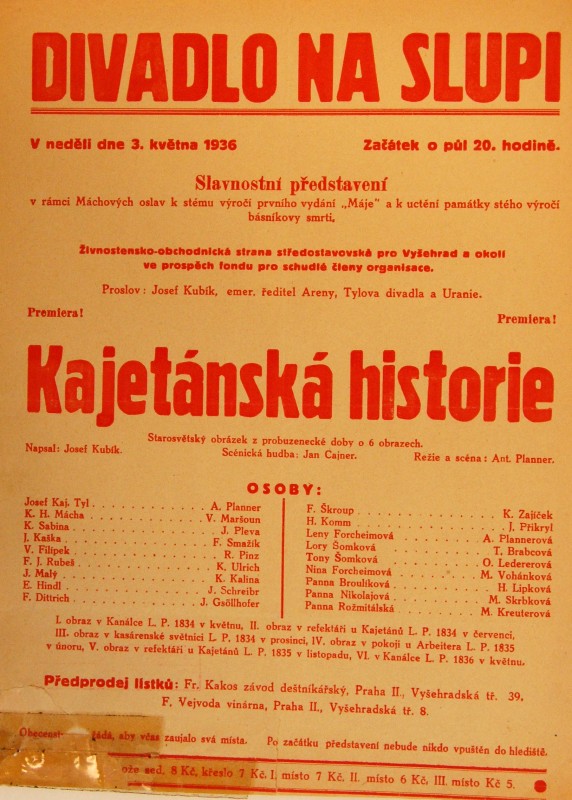 DIVADLO NA SLUPI
V neděli dne 3. května 1936 Začátek o půl 20. hodině.
Slavnostní představení
v rámci Máchových oslav k stému výročí prvního vydání „Máje“ a k uctění památky stého výročí
básníkovy smrti.
Živnostensko-obchodnická strana středostavovská pro Vyšehrad a okolí
ve prospěch fondu pro schudlé členy organisace.
Proslov: Josef Kubík, emer. ředitel Areny, Tylova divadla a Uranie.
Premiera!
Premiera!
Kajetánská historie
Starosvětský obrázek z probuzenecké doby o 6 obrazech.
Napsal: Josef Kubík. Scénická hudba: Jan Cajner. Režie a scéna: Ant. Planner.
OSOBY:
Josef Kaj. Tyl . . . . . A. Planner
K. H. Mácha . . . . . V. Maršoun
K. Sabina . . . . . J. Pleva
J. Kaška . . . . . F. Smažík
V. Filípek . . . . . R. Pinz
F. J. Rubeš . . . . . K. Ulrich
J. Malý . . . . . K. Kalina
E. Hindl . . . . . J. Schreibr
F. Dittrich . . . . . J. Gsöllhofer
F. Škroup . . . . . K. Zajíček
H. Komm . . . . . J. Přikryl
Leny Forcheimová . . . . . A. Plannerová
Lory Šomková . . . . . T. Brabcová
Tony Šomková . . . . . O. Ledererová
Nina Forcheimová . . . . . M. Vohánková
Panna Broulíková . . . . . H. Lipková
Panna Nikolajová . . . . . M. Skrbková
Panna Rožmitálská . . . . . M. Kreuterová
I. obraz v Kanálce L. P. 1834 v květnu, II. obraz v refektáři u Kajetánů L. P. 1834 v červenci,
III. obraz v kasárenské světnici L. P. 1834 v prosinci, IV. obraz v pokoji u Arbeitera L. P. 1835
v únoru, V. obraz v refektáři u Kajetánů L. P. 1835 v listopadu, VI. v Kanálce L. P. 1836 v květnu.
Předprodej lístků: Fr. Kakos závod deštníkářský, Praha II., Vyšehradská tř. 39.
F. Vejvoda vinárna, Praha II., Vyšehradská tř. 8.
žádá, aby včas zaujalo svá místa. Po začátku představení nebude nikdo vpuštěn do hlediště.
sed. 8 Kč, křeslo 7 Kč, I. místo 7 Kč, II. místo 6 Kč, III. místo Kč 5.